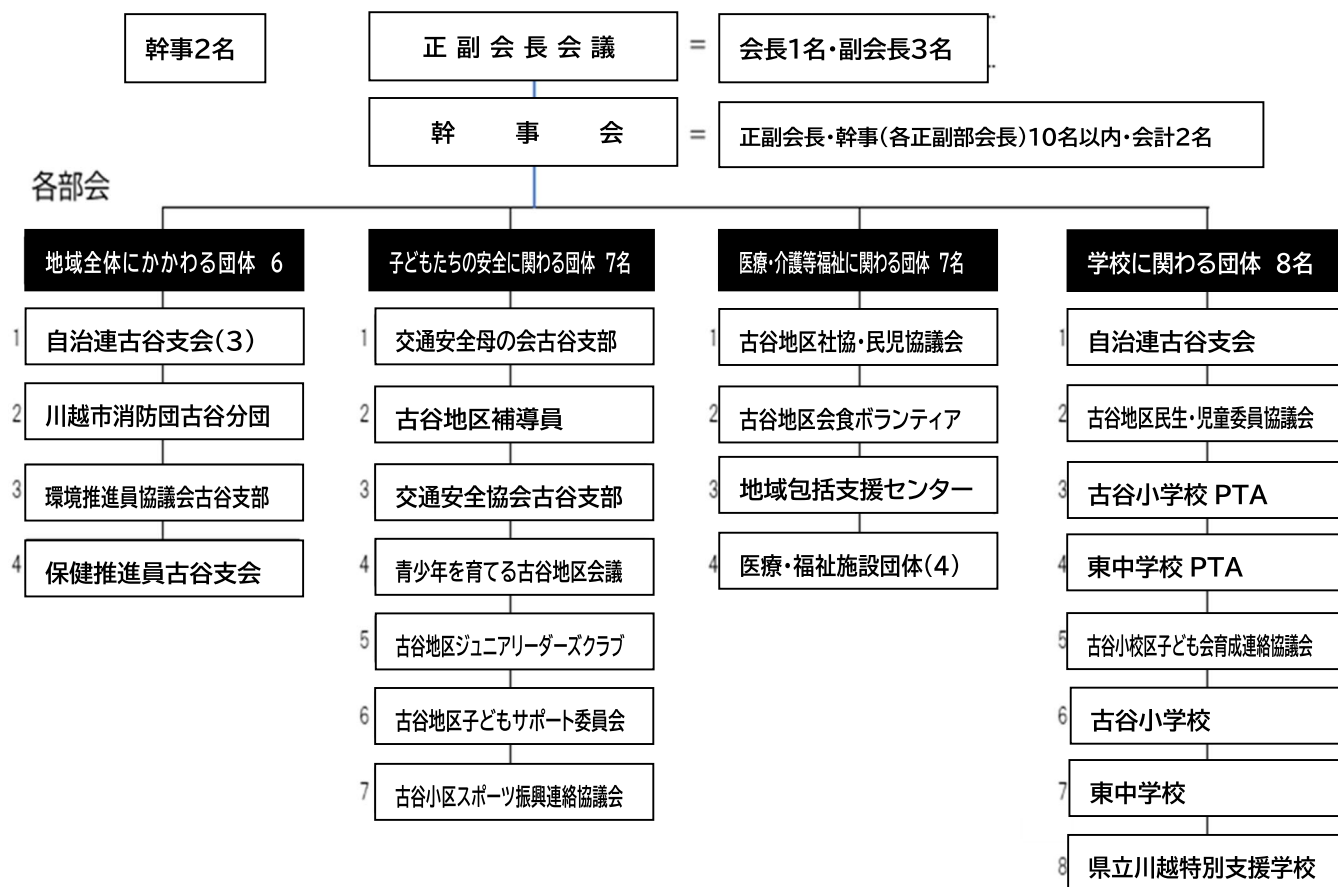 幹事2名
正副会長会議 = 会長1名・副会長3名
幹事会 = 正副会長・幹事(各正副部会長)10名以内・会計2名
各部会
地域全体にかかわる団体 6
1 自治連古谷支会(3)
2 川越市消防団古谷分団
3 環境推進員協議会古谷支部
4 保健推進員古谷支会
子どもたちの安全に関わる団体 7名
1 交通安全母の会古谷支部
2 古谷地区補導員
3 交通安全協会古谷支部
4 青少年を育てる古谷地区会議
5 古谷地区ジュニアリーダーズクラブ
6 古谷地区子どもサポート委員会
7 古谷小区スポーツ振興連絡協議会
医療・介護等福祉に関わる団体 7名
1 古谷地区社協・民児協議会
2 古谷地区会食ボランティア
3 地域包括支援センター
4 医療・福祉施設団体(4)
学校に関わる団体 8名
1 自治連古谷支会
2 古谷地区民生・児童委員協議会
3 古谷小学校 PTA
4 東中学校 PTA
5 古谷小校区子ども会育成連絡協議会
6 古谷小学校
7 東中学校
8 県立川越特別支援学校